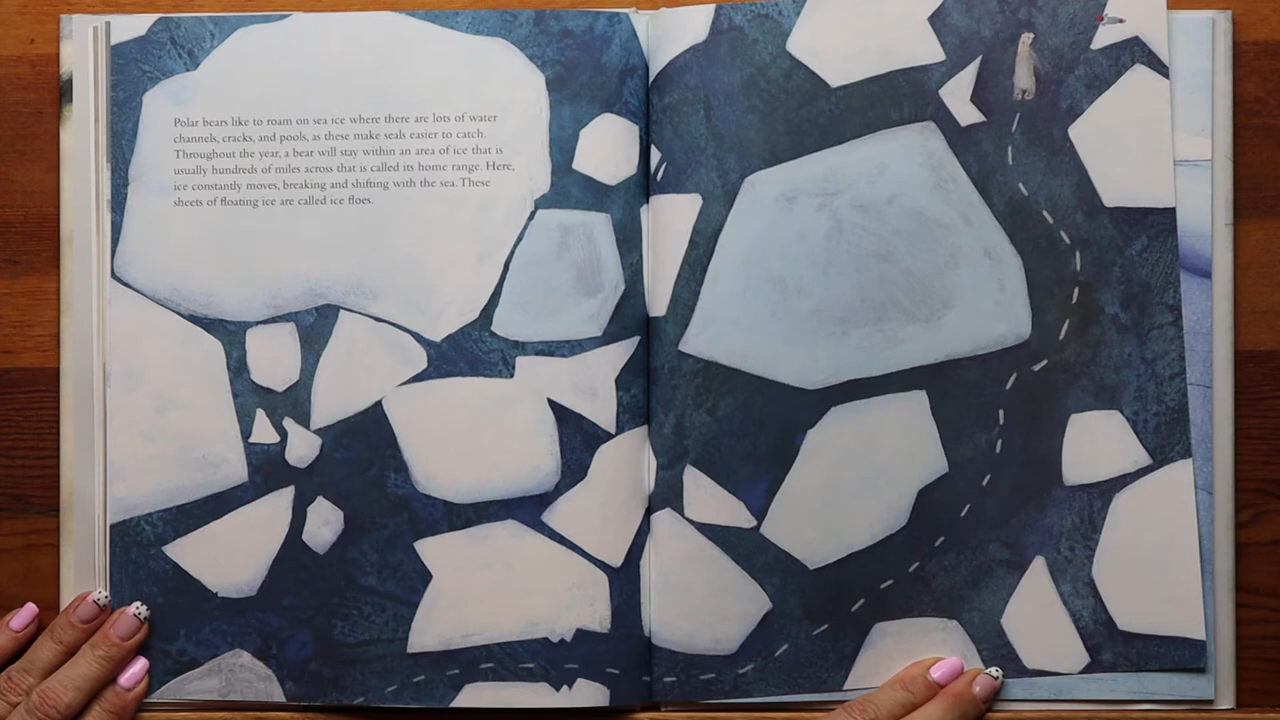 Polar bears like to roam on sea ice where there are lots of water
channels, cracks, and pools, as these make seals easier to catch.
Throughout the year, a bear will stay within an area of ice that is
usually hundreds of miles across that is called its home range. Here,
ice constantly moves, breaking and shifting with the sea. These
sheets of floating ice are called ice floes.